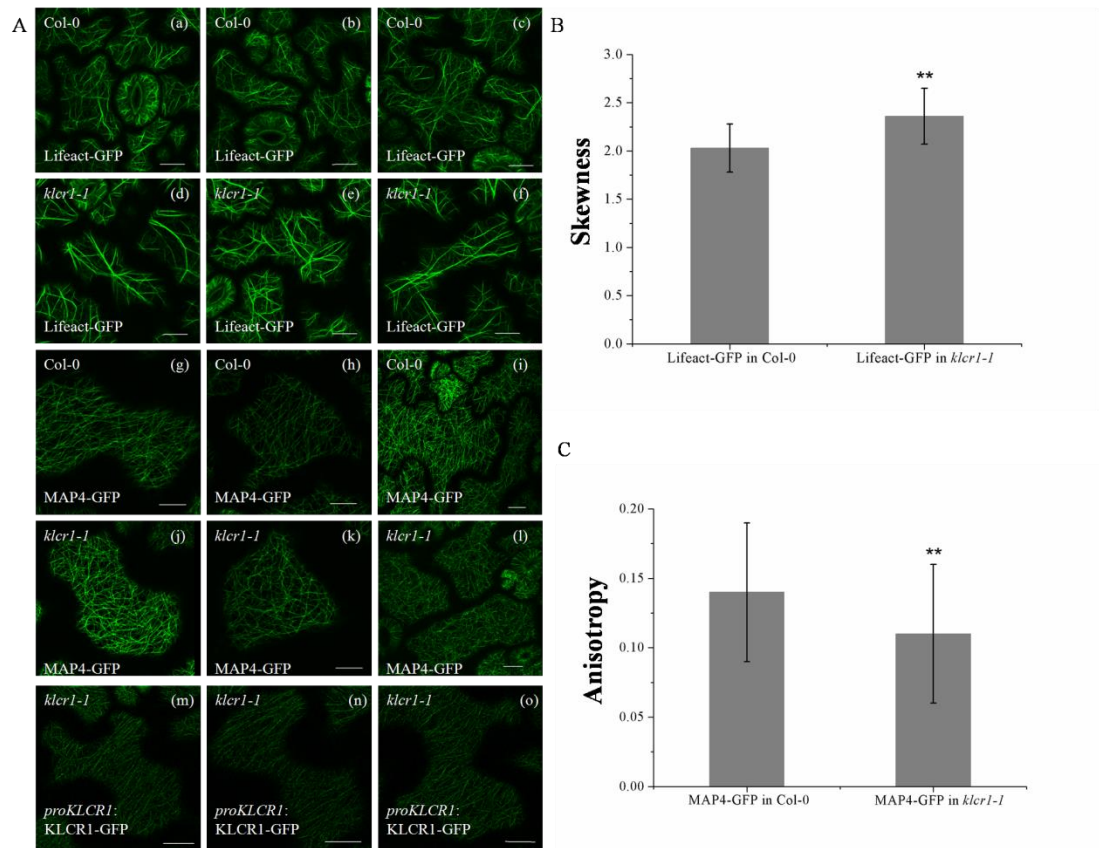 A
Col-0 (a)
Lifeact-GFP
Col-0 (b)
Lifeact-GFP
Col-0 (c)
Lifeact-GFP
klcr1-1 (d)
Lifeact-GFP
klcr1-1 (e)
Lifeact-GFP
klcr1-1 (f)
Lifeact-GFP
Col-0 (g)
MAP4-GFP
Col-0 (h)
MAP4-GFP
Col-0 (i)
MAP4-GFP
klcr1-1 (j)
MAP4-GFP
klcr1-1 (k)
MAP4-GFP
klcr1-1 (l)
MAP4-GFP
klcr1-1 (m)
proKLCR1:
KLCR1-GFP
klcr1-1 (n)
proKLCR1:
KLCR1-GFP
klcr1-1 (o)
proKLCR1:
KLCR1-GFP
B
Skewness
3.0
2.5
2.0
1.5
1.0
0.5
0.0
**
Lifeact-GFP in Col-0
Lifeact-GFP in klcr1-1
C
Anisotropy
0.20
0.15
0.10
0.05
0.00
**
MAP4-GFP in Col-0
MAP4-GFP in klcr1-1